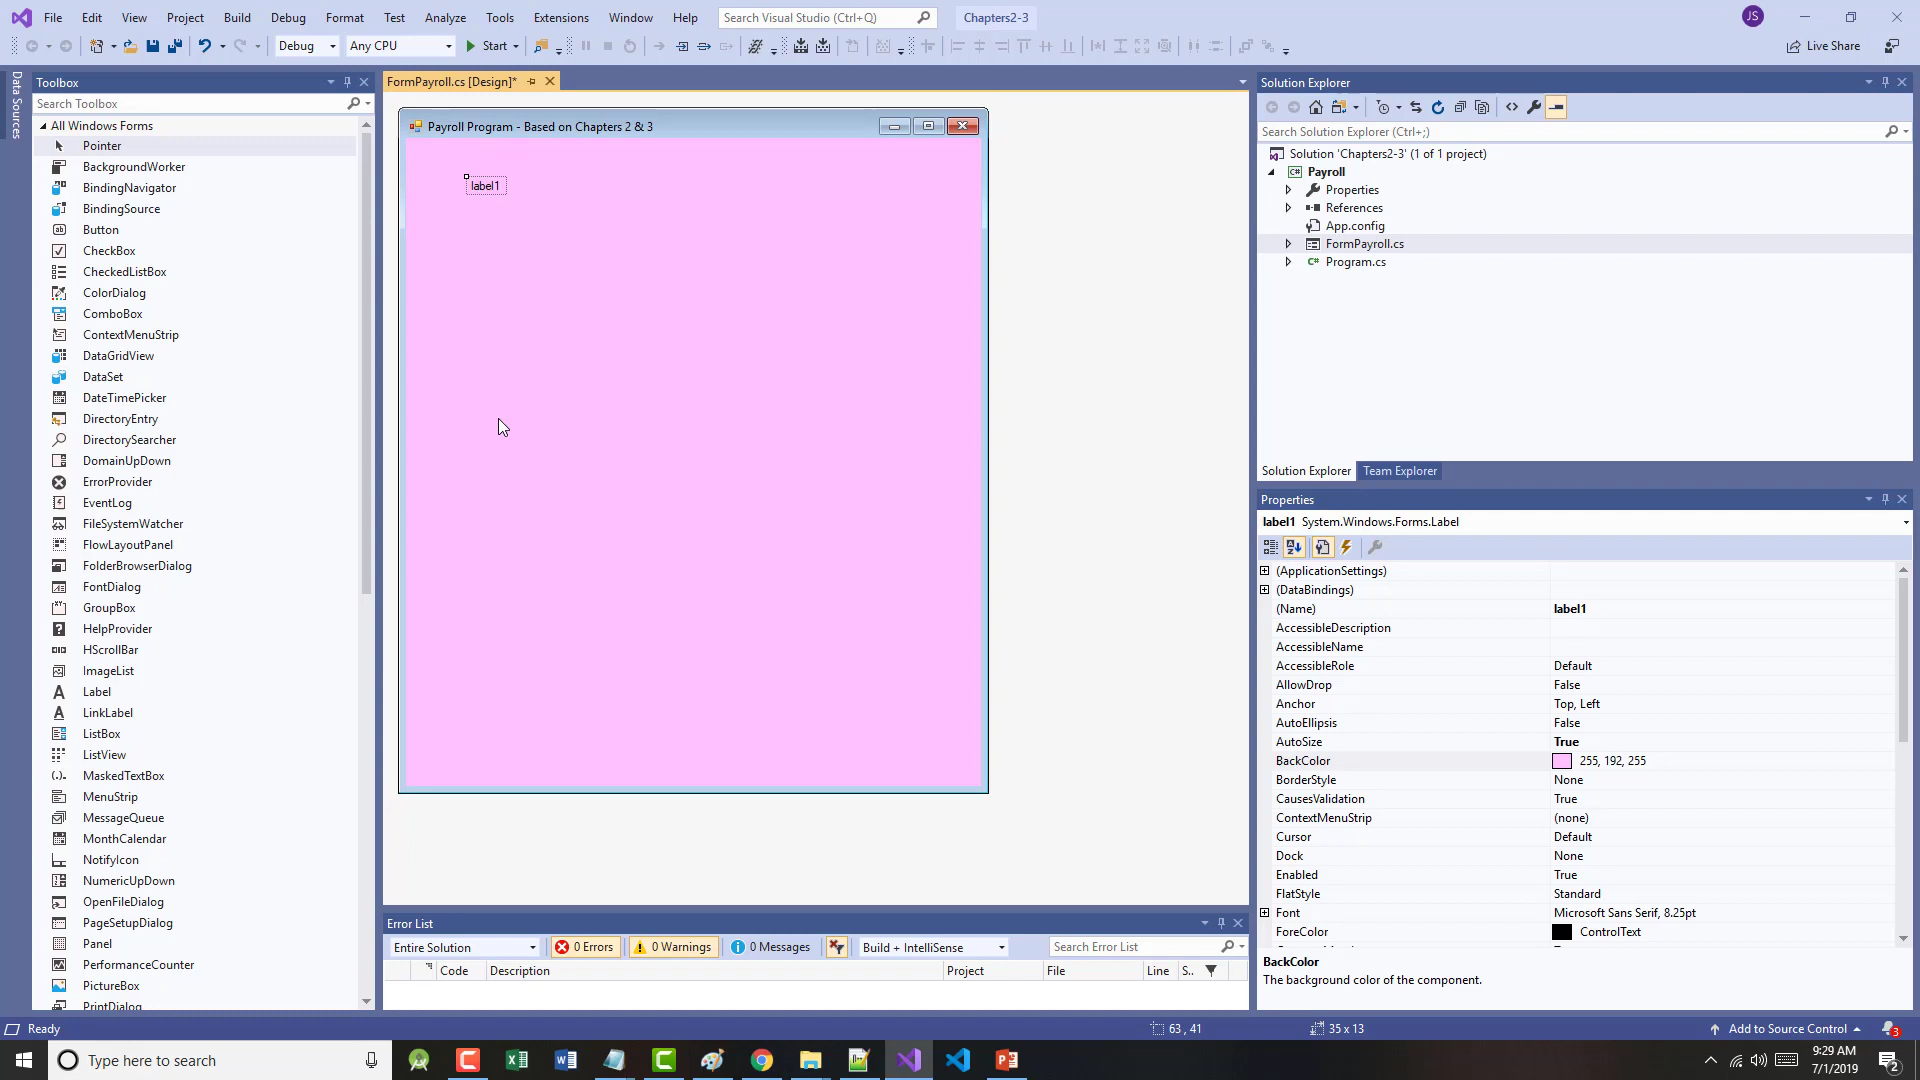 File Edit View Project Build Debug Format Test Analyze Tools Extensions Window Help Search Visual Studio (Ctrl+Q) Chapters2-3 JS
Debug Any CPU Start Live Share
Data Sources
Toolbox
Search Toolbox
All Windows Forms
Pointer
BackgroundWorker
BindingNavigator
BindingSource
Button
CheckBox
CheckedListBox
ColorDialog
ComboBox
ContextMenuStrip
DataGridView
DataSet
DateTimePicker
DirectoryEntry
DirectorySearcher
DomainUpDown
ErrorProvider
EventLog
FileSystemWatcher
FlowLayoutPanel
FolderBrowserDialog
FontDialog
GroupBox
HelpProvider
HScrollBar
ImageList
Label
LinkLabel
ListBox
ListView
MaskedTextBox
MenuStrip
MessageQueue
MonthCalendar
NotifyIcon
NumericUpDown
OpenFileDialog
PageSetupDialog
Panel
PerformanceCounter
PictureBox
PrintDialog
FormPayroll.cs [Design]*
Payroll Program - Based on Chapters 2 & 3
label1
Error List
Entire Solution 0 Errors 0 Warnings 0 Messages Build + IntelliSense Search Error List
Code Description Project File Line S..
Solution Explorer
Search Solution Explorer (Ctrl+;)
Solution 'Chapters2-3' (1 of 1 project)
Payroll
Properties
References
App.config
FormPayroll.cs
Program.cs
Solution Explorer Team Explorer
Properties
label1 System.Windows.Forms.Label
(ApplicationSettings)
(DataBindings)
(Name) label1
AccessibleDescription
AccessibleName
AccessibleRole Default
AllowDrop False
Anchor Top, Left
AutoEllipsis False
AutoSize True
BackColor 255, 192, 255
BorderStyle None
CausesValidation True
ContextMenuStrip (none)
Cursor Default
Dock None
Enabled True
FlatStyle Standard
Font Microsoft Sans Serif, 8.25pt
ForeColor ControlText
BackColor
The background color of the component.
Ready 63 , 41 35 x 13 Add to Source Control 3
Type here to search 9:29 AM
7/1/2019 2